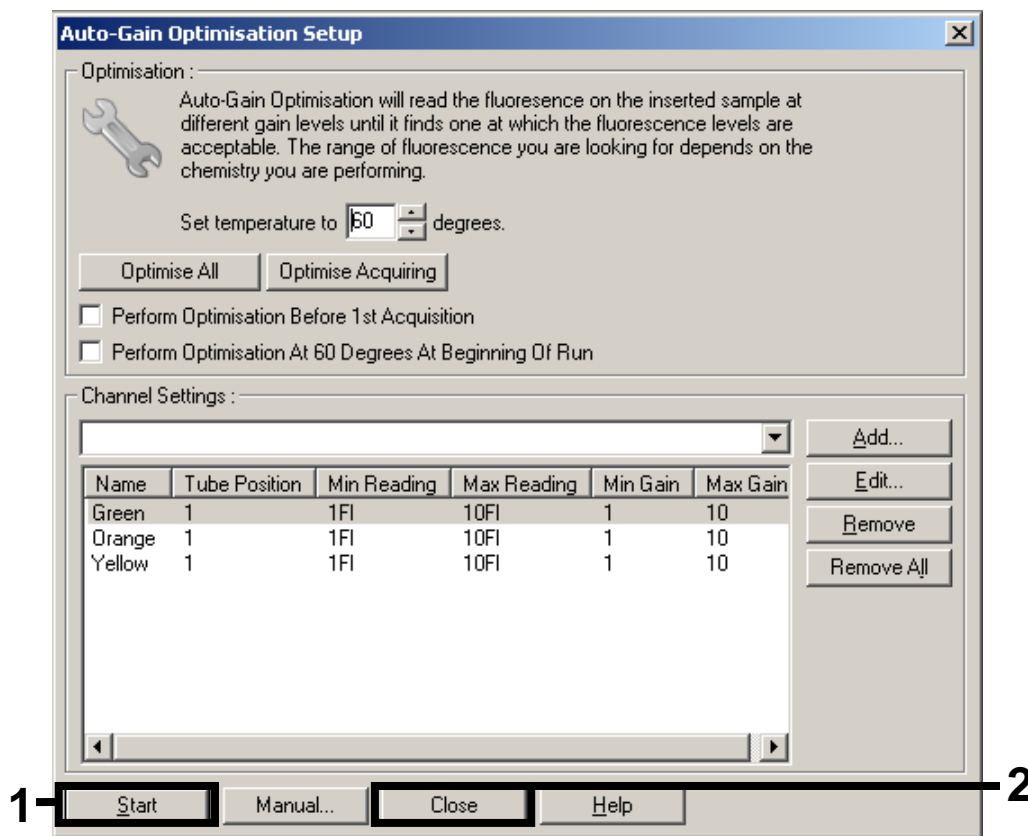 Auto-Gain Optimisation Setup
Optimisation :
Auto-Gain Optimisation will read the fluoresence on the inserted sample at
different gain levels until it finds one at which the fluorescence levels are
acceptable. The range of fluorescence you are looking for depends on the
chemistry you are performing.
Set temperature to 60 degrees.
Optimise All Optimise Acquiring
Perform Optimisation Before 1st Acquisition
Perform Optimisation At 60 Degrees At Beginning Of Run
Channel Settings :
Add...
Edit...
Remove
Remove All
Name Tube Position Min Reading Max Reading Min Gain Max Gain
Green 1 1Fl 10Fl 1 10
Orange 1 1Fl 10Fl 1 10
Yellow 1 1Fl 10Fl 1 10
1 Start Manual... Close Help 2